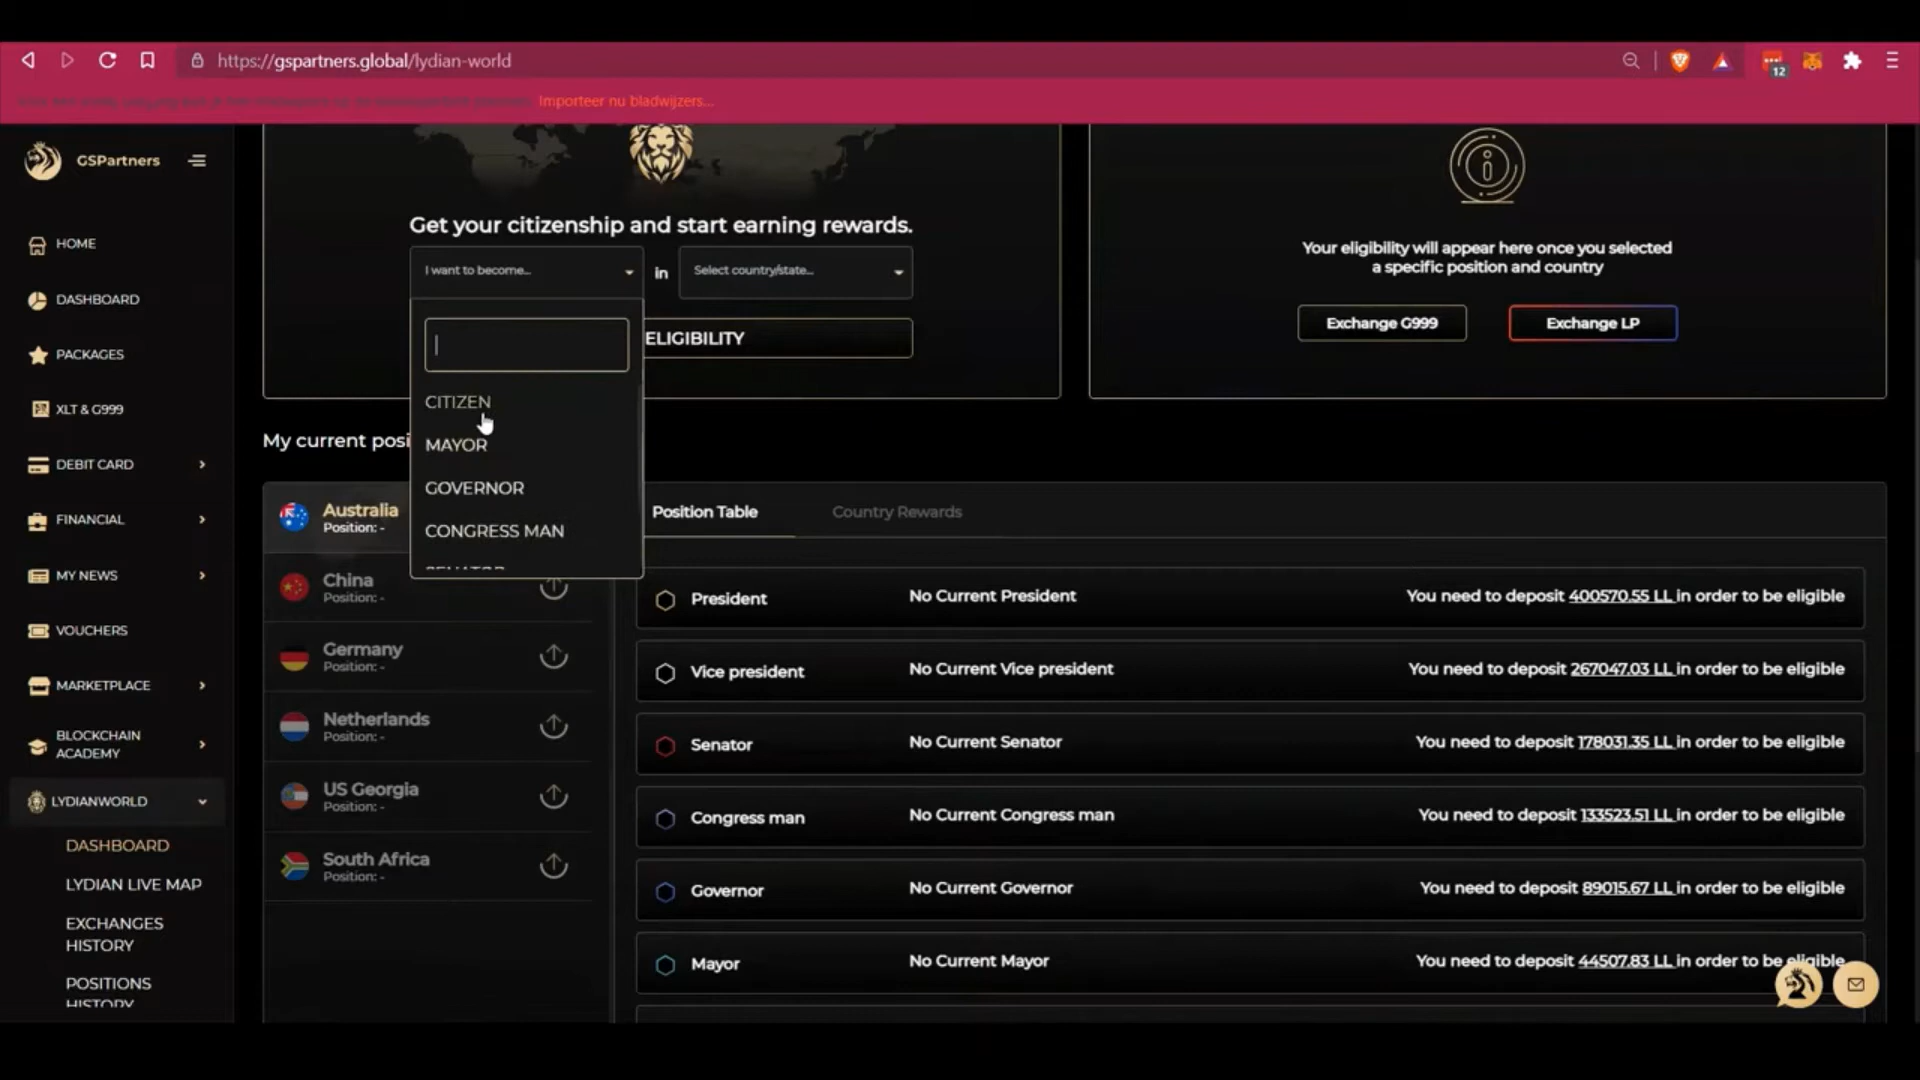 https://gspartners.global/lydian-world
12
Importeer nu bladwijzers...
GSPartners
HOME
DASHBOARD
PACKAGES
XLT & G999
DEBIT CARD
FINANCIAL
MY NEWS
VOUCHERS
MARKETPLACE
BLOCKCHAIN
ACADEMY
LYDIANWORLD
DASHBOARD
LYDIAN LIVE MAP
EXCHANGES
HISTORY
POSITIONS
HISTORY
Get your citizenship and start earning rewards.
I want to become...
in
Select country/state...
ELIGIBILITY
CITIZEN
MAYOR
GOVERNOR
CONGRESS MAN
SENATOR
Your eligibility will appear here once you selected
a specific position and country
Exchange G999
Exchange LP
My current posi
Australia
Position: -
China
Position: -
Germany
Position: -
Netherlands
Position: -
US Georgia
Position: -
South Africa
Position: -
Position Table
Country Rewards
President No Current President You need to deposit 400570.55 LL in order to be eligible
Vice president No Current Vice president You need to deposit 267047.03 LL in order to be eligible
Senator No Current Senator You need to deposit 178031.35 LL in order to be eligible
Congress man No Current Congress man You need to deposit 133523.51 LL in order to be eligible
Governor No Current Governor You need to deposit 89015.67 LL in order to be eligible
Mayor No Current Mayor You need to deposit 44507.83 LL in order to be eligible